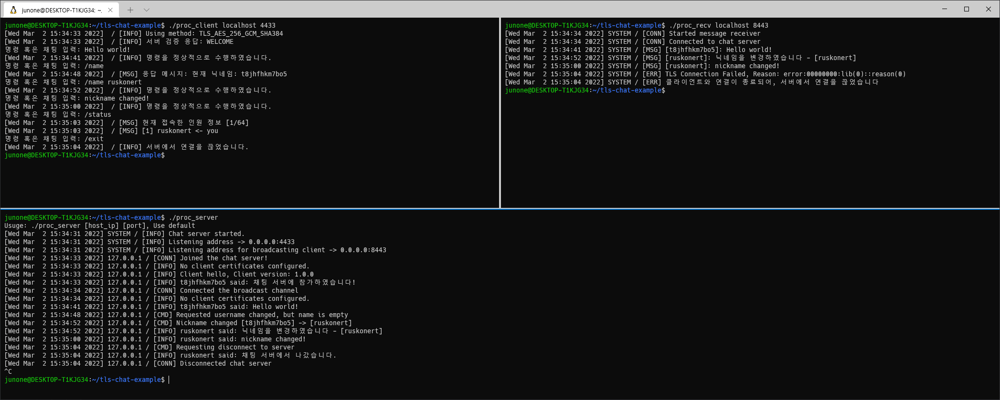 junone@DESKTOP-T1KJG34: ~.
junone@DESKTOP-T1KJG34:~/tls-chat-example$ ./proc_client localhost 4433
[Wed Mar  2 15:34:33 2022]  / [INFO] Using method: TLS_AES_256_GCM_SHA384
[Wed Mar  2 15:34:33 2022]  / [INFO] 서버 검증 응답: WELCOME
명령 혹은 채팅 입력: Hello world!
[Wed Mar  2 15:34:41 2022]  / [INFO] 명령을 정상적으로 수행하였습니다.
명령 혹은 채팅 입력: /name
[Wed Mar  2 15:34:48 2022]  / [MSG] 응답 메시지: 현재 닉네임: t8jhfhkm7bo5
명령 혹은 채팅 입력: /name ruskonert
[Wed Mar  2 15:34:52 2022]  / [INFO] 명령을 정상적으로 수행하였습니다.
명령 혹은 채팅 입력: nickname changed!
[Wed Mar  2 15:35:00 2022]  / [INFO] 명령을 정상적으로 수행하였습니다.
명령 혹은 채팅 입력: /status
[Wed Mar  2 15:35:03 2022]  / [MSG] 현재 접속한 인원 정보 [1/64]
[Wed Mar  2 15:35:03 2022]  / [MSG] [1] ruskonert <- you
명령 혹은 채팅 입력: /exit
[Wed Mar  2 15:35:04 2022]  / [INFO] 서버에서 연결을 끊었습니다.
junone@DESKTOP-T1KJG34:~/tls-chat-example$
junone@DESKTOP-T1KJG34:~/tls-chat-example$ ./proc_recv localhost 8443
[Wed Mar  2 15:34:34 2022] SYSTEM / [CONN] Started message receiver
[Wed Mar  2 15:34:34 2022] SYSTEM / [CONN] Connected to chat server
[Wed Mar  2 15:34:41 2022] SYSTEM / [MSG] [t8jhfhkm7bo5]: Hello world!
[Wed Mar  2 15:34:52 2022] SYSTEM / [MSG] [ruskonert]: 닉네임을 변경하였습니다 - [ruskonert]
[Wed Mar  2 15:35:00 2022] SYSTEM / [MSG] [ruskonert]: nickname changed!
[Wed Mar  2 15:35:04 2022] SYSTEM / [ERR] TLS Connection Failed, Reason: error:00000000:lib(0)::reason(0)
[Wed Mar  2 15:35:04 2022] SYSTEM / [ERR] 클라이언트와 연결이 종료되어, 서버에서 연결을 끊었습니다
junone@DESKTOP-T1KJG34:~/tls-chat-example$
junone@DESKTOP-T1KJG34:~/tls-chat-example$ ./proc_server
Usuge: ./proc_server [host_ip] [port], Use default
[Wed Mar  2 15:34:31 2022] SYSTEM / [INFO] Chat server started.
[Wed Mar  2 15:34:31 2022] SYSTEM / [INFO] Listening address -> 0.0.0.0:4433
[Wed Mar  2 15:34:31 2022] SYSTEM / [INFO] Listening address for broadcasting client -> 0.0.0.0:8443
[Wed Mar  2 15:34:33 2022] 127.0.0.1 / [CONN] Joined the chat server!
[Wed Mar  2 15:34:33 2022] 127.0.0.1 / [INFO] No client certificates configured.
[Wed Mar  2 15:34:33 2022] 127.0.0.1 / [INFO] Client hello, Client version: 1.0.0
[Wed Mar  2 15:34:33 2022] 127.0.0.1 / [INFO] t8jhfhkm7bo5 said: 채팅 서버에 참가하였습니다!
[Wed Mar  2 15:34:34 2022] 127.0.0.1 / [CONN] Connected the broadcast channel
[Wed Mar  2 15:34:34 2022] 127.0.0.1 / [INFO] No client certificates configured.
[Wed Mar  2 15:34:41 2022] 127.0.0.1 / [INFO] t8jhfhkm7bo5 said: Hello world!
[Wed Mar  2 15:34:48 2022] 127.0.0.1 / [CMD] Requested username changed, but name is empty
[Wed Mar  2 15:34:52 2022] 127.0.0.1 / [CMD] Nickname changed [t8jhfhkm7bo5] -> [ruskonert]
[Wed Mar  2 15:34:52 2022] 127.0.0.1 / [INFO] ruskonert said: 닉네임을 변경하였습니다 - [ruskonert]
[Wed Mar  2 15:35:00 2022] 127.0.0.1 / [INFO] ruskonert said: nickname changed!
[Wed Mar  2 15:35:04 2022] 127.0.0.1 / [CMD] Requesting disconnect to server
[Wed Mar  2 15:35:04 2022] 127.0.0.1 / [INFO] ruskonert said: 채팅 서버에서 나갔습니다.
[Wed Mar  2 15:35:04 2022] 127.0.0.1 / [CONN] Disconnected chat server
^C
junone@DESKTOP-T1KJG34:~/tls-chat-example$